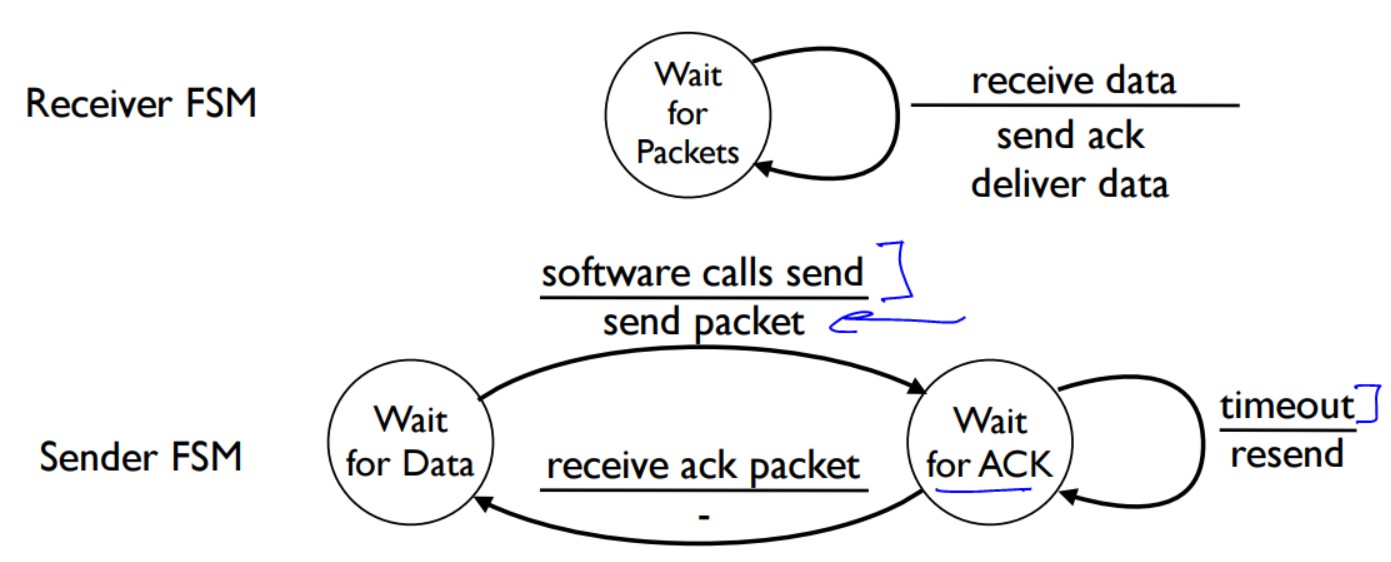 Wait
for
Packets
Receiver FSM
receive data
send ack
deliver data
software calls send
send packet
Wait
for Data
Wait
for ACK
timeout
resend
Sender FSM
receive ack packet
-